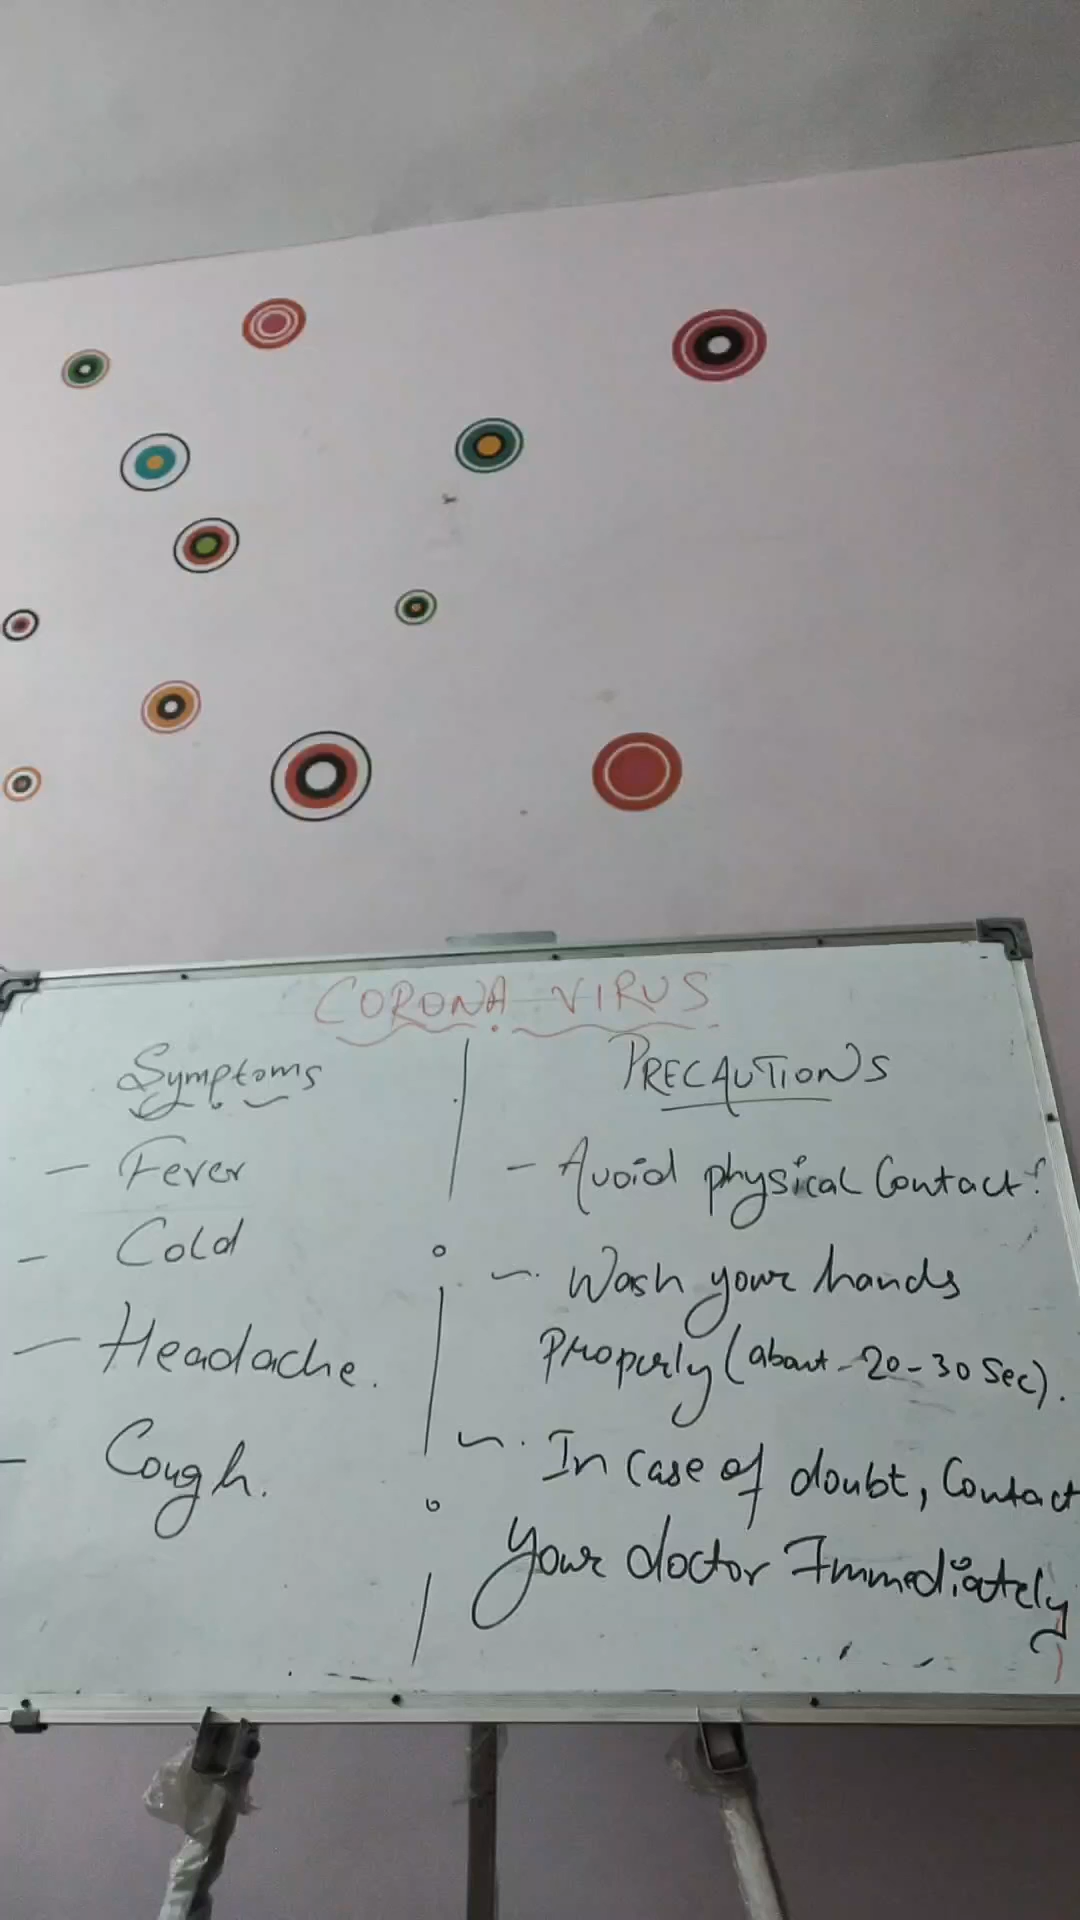 CORONA VIRUS
Symptoms
- Fever
- Cold
- Headache.
- Cough.
PRECAUTIONS
- Avoid physical Contact!
- Wash your hands
Properly (about - 20-30 Sec).
- In Case of doubt, Contact
Your doctor Immediately